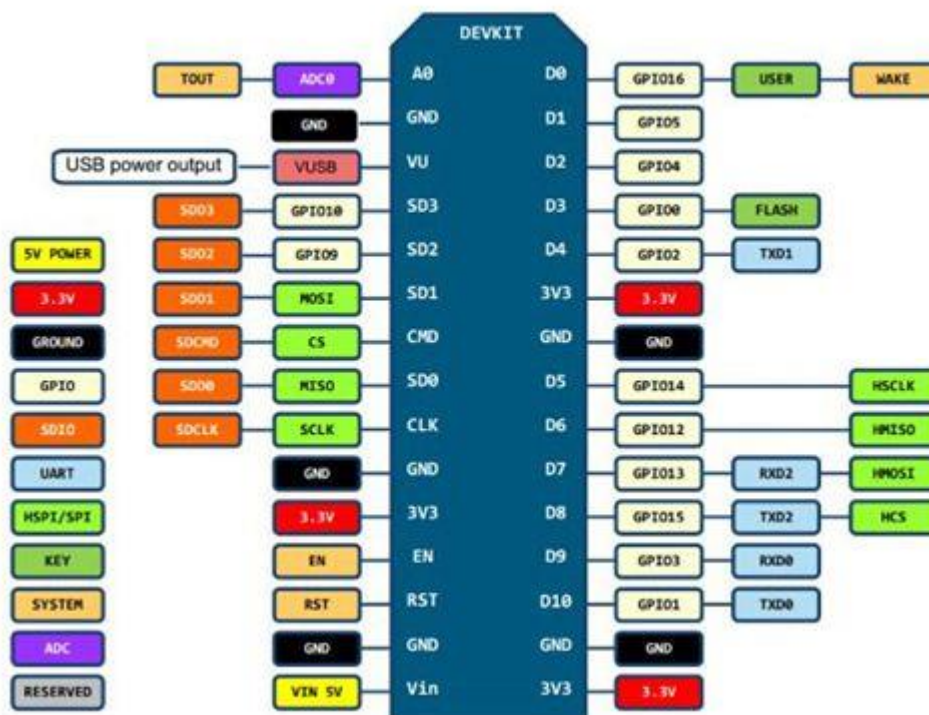 DEVKIT
TOUT ADC0 A0 D0 GPIO16 USER WAKE
GND GND D1 GPIO5
USB power output VUSB VU D2 GPIO4
SDD3 GPIO10 SD3 D3 GPIO0 FLASH
5V POWER SDD2 GPIO9 SD2 D4 GPIO2 TXD1
3.3V SDD1 MOSI SD1 3V3 3.3V
GROUND SDCMD CS CMD GND GND
GPIO SDD0 MISO SD0 D5 GPIO14 HSCLK
SDIO SDCLK SCLK CLK D6 GPIO12 HMISO
UART GND GND D7 GPIO13 RXD2 HMOSI
HSPI/SPI 3.3V 3V3 D8 GPIO15 TXD2 HCS
KEY EN EN D9 GPIO3 RXD0
SYSTEM RST RST D10 GPIO1 TXD0
ADC GND GND GND GND
RESERVED VIN 5V Vin 3V3 3.3V